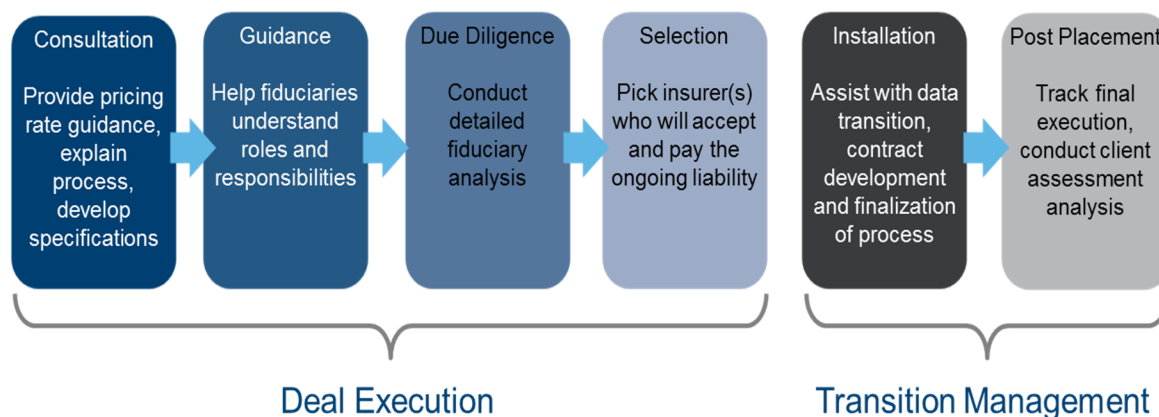 Consultation
Provide pricing
rate guidance,
explain
process,
develop
specifications
Guidance
Help fiduciaries
understand
roles and
responsibilities
Due Diligence
Conduct
detailed
fiduciary
analysis
Selection
Pick insurer(s)
who will accept
and pay the
ongoing liability
Installation
Assist with data
transition,
contract
development
and finalization
of process
Post Placement
Track final
execution,
conduct client
assessment
analysis
Deal Execution
Transition Management